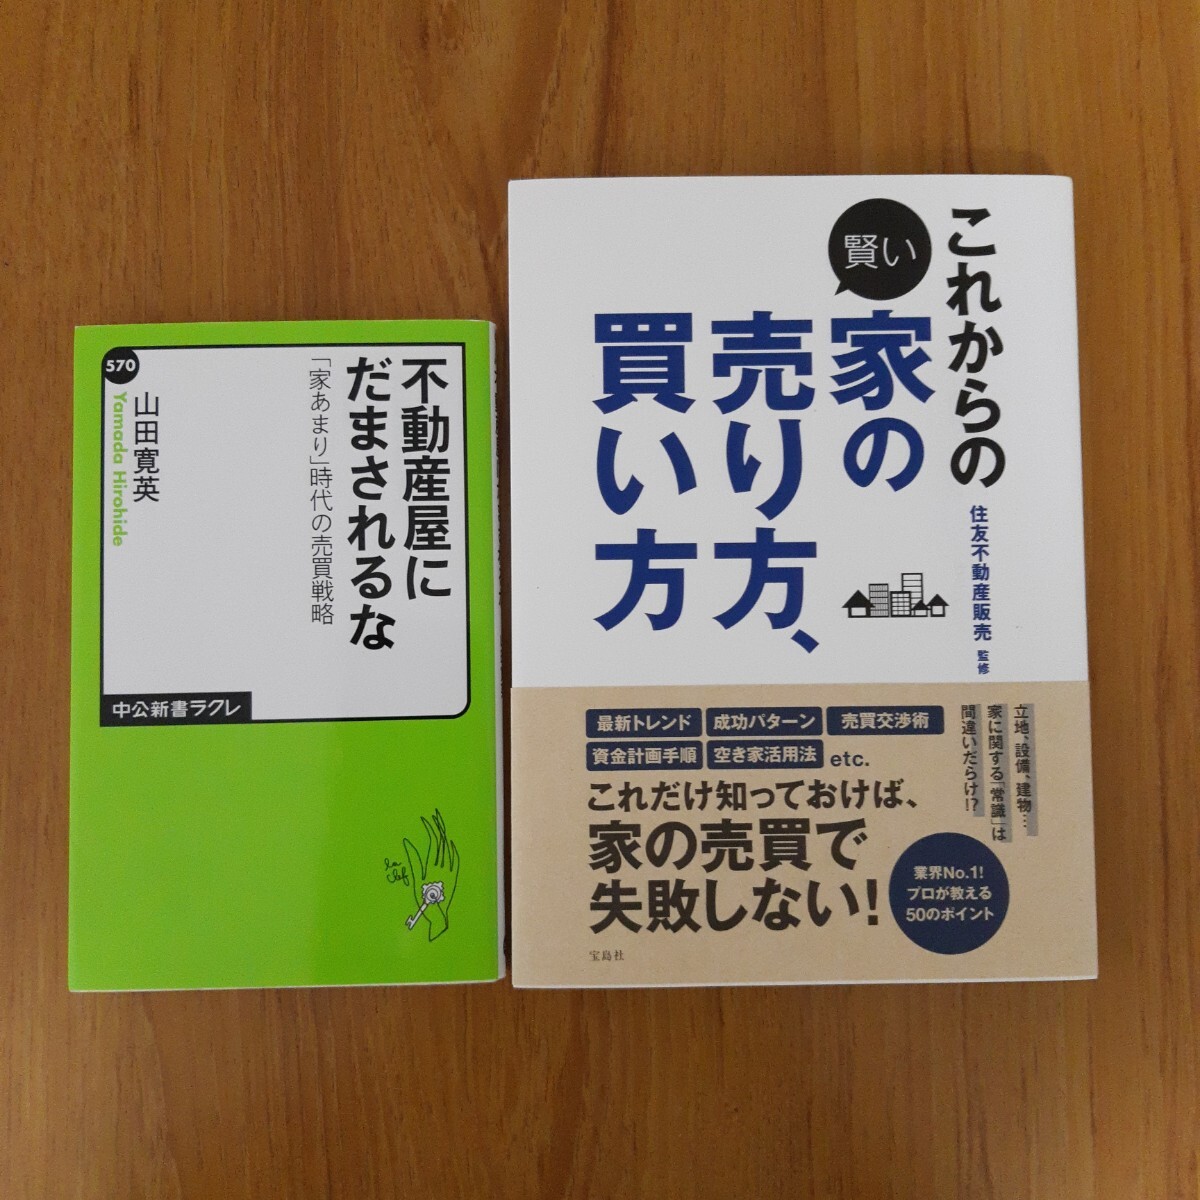 不動産屋に
だまされるな
「家あまり」時代の売買戦略
570
山田寛英
Yamada Hirohide
中公新書ラクレ
la
clef
これからの
賢い
家の
売り方、
買い方
住友不動産販売 監修
立地、設備、建物…
家に関する「常識」は
間違いだらけ!?
最新トレンド
成功パターン
売買交渉術
資金計画手順
空き家活用法
etc.
これだけ知っておけば、
家の売買で
失敗しない!
業界No.1!
プロが教える
50のポイント
宝島社